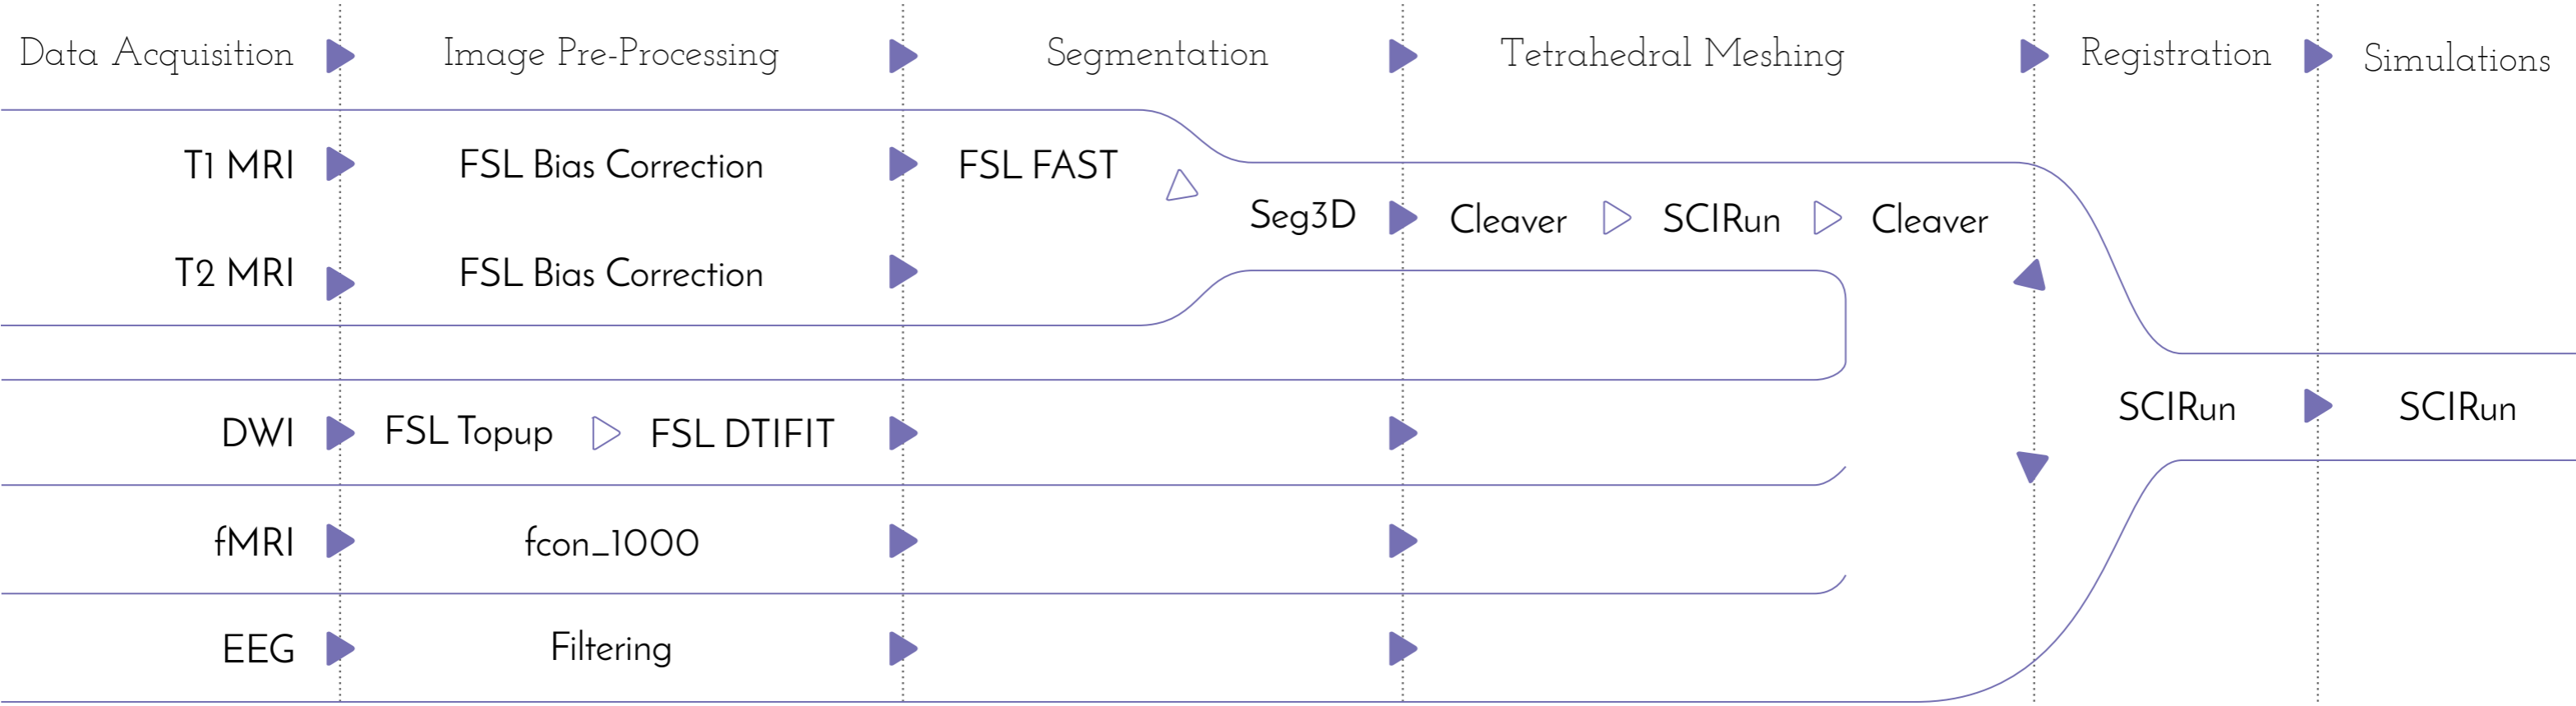 Data Acquisition Image Pre-Processing Segmentation Tetrahedral Meshing Registration Simulations
T1 MRI FSL Bias Correction FSL FAST
Seg3D Cleaver SCIRun Cleaver
T2 MRI FSL Bias Correction
SCIRun SCIRun
DWI FSL Topup FSL DTIFIT
fMRI fcon_1000
EEG Filtering